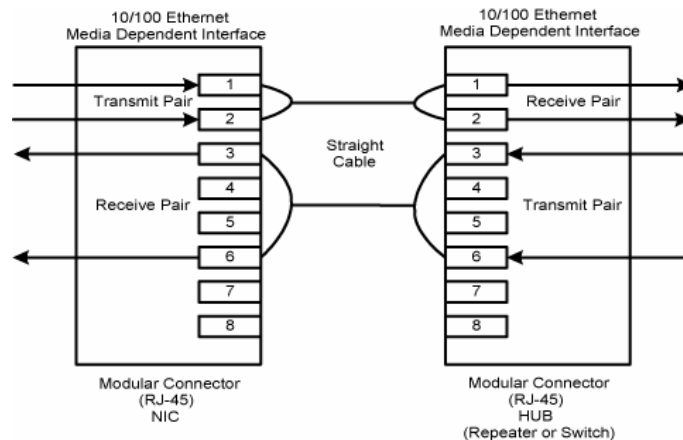 10/100 Ethernet
Media Dependent Interface
10/100 Ethernet
Media Dependent Interface
1
2
3
4
5
6
7
8
Transmit Pair
Receive Pair
Straight
Cable
1
2
3
4
5
6
7
8
Receive Pair
Transmit Pair
Modular Connector
(RJ-45)
NIC
Modular Connector
(RJ-45)
HUB
(Repeater or Switch)